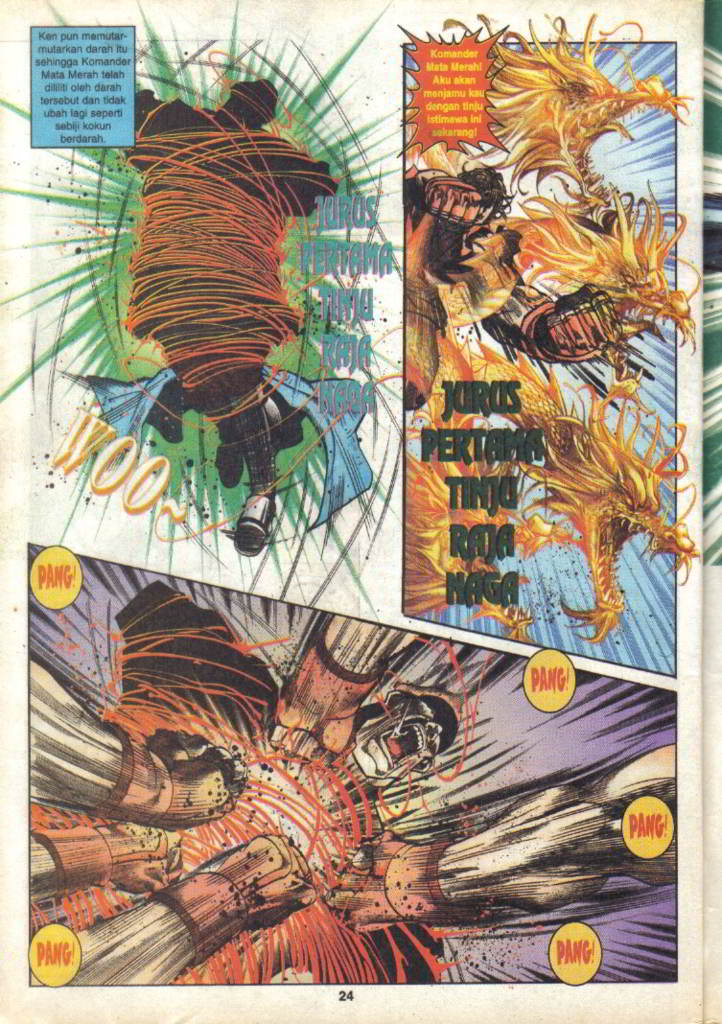 Ken pun memutar-
mutarkan darah itu
sehingga Komander
Mata Merah telah
dililiti oleh darah
tersebut dan tidak
ubah lagi seperti
sebiji kokun
berdarah.
JURUS
PERTAMA
TINJU
RAJA
NAGA
WOO~
Komander
Mata Merah!
Aku akan
menjamu kau
dengan tinju
istimewa ini
sekarang!
JURUS
PERTAMA
TINJU
RAJA
NAGA
PANG!
PANG!
PANG!
PANG!
PANG!
24